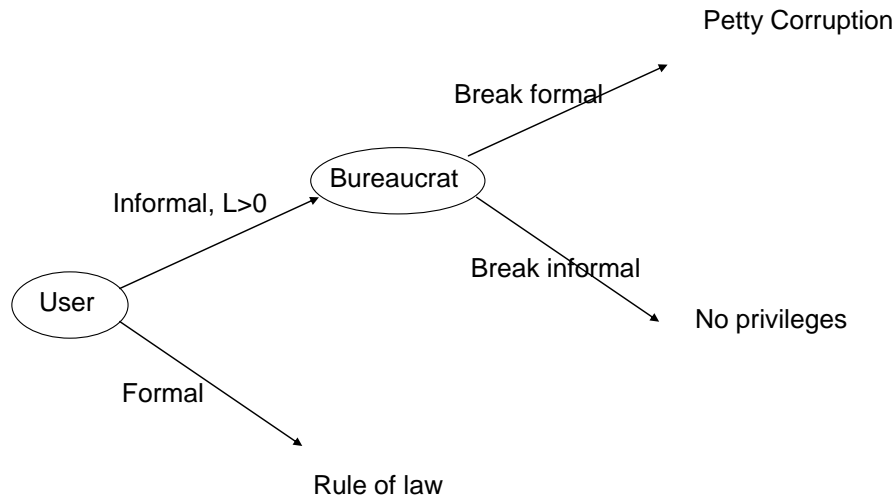 Petty Corruption
Break formal
Bureaucrat
Informal, L>0
Break informal
User
No privileges
Formal
Rule of law